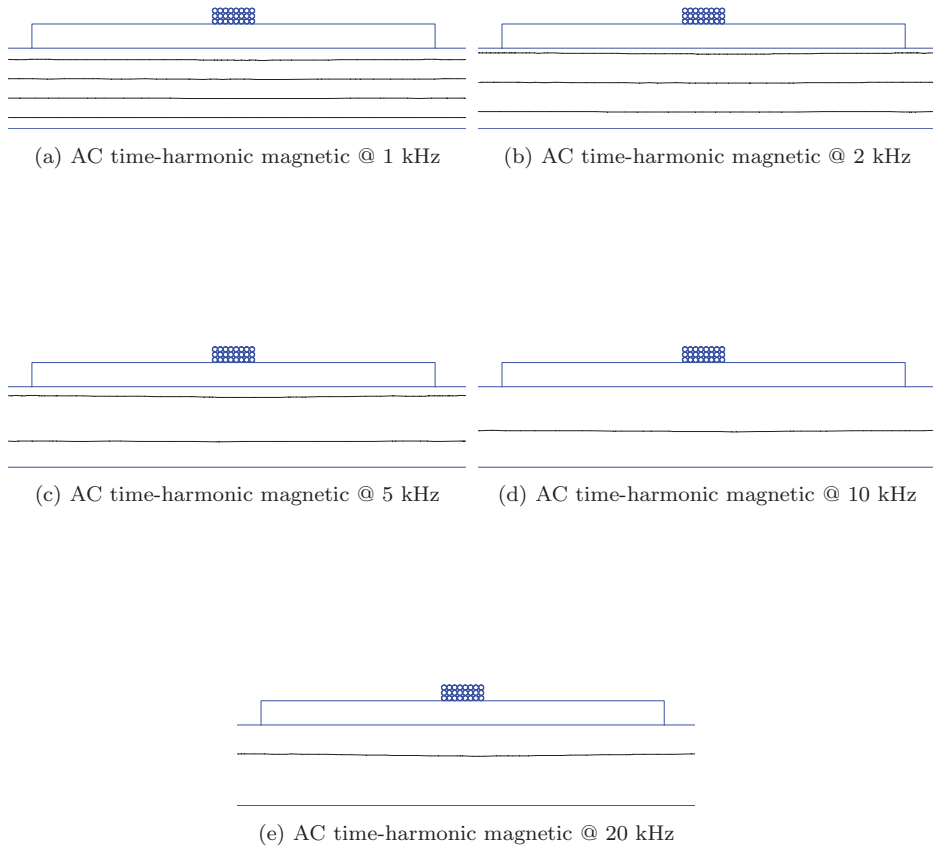 (a) AC time-harmonic magnetic @ 1 kHz
(b) AC time-harmonic magnetic @ 2 kHz
(c) AC time-harmonic magnetic @ 5 kHz
(d) AC time-harmonic magnetic @ 10 kHz
(e) AC time-harmonic magnetic @ 20 kHz